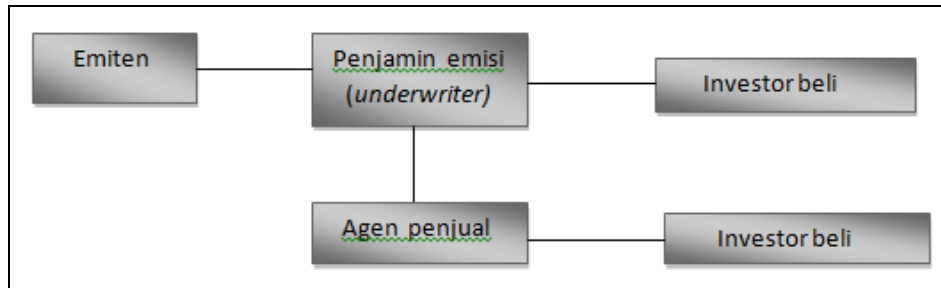 Emiten
Penjamin emisi
(underwriter)
Investor beli
Agen penjual
Investor beli